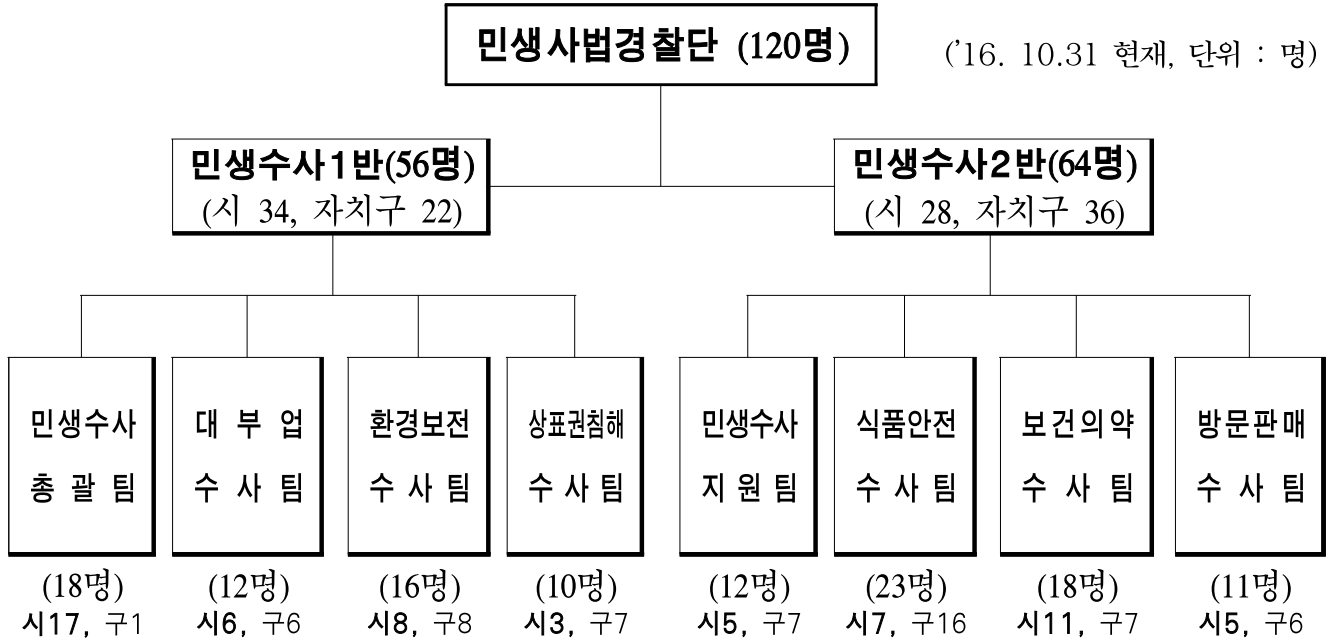 민생사법경찰단 (120명)
('16. 10.31 현재, 단위 : 명)
민생수사1반(56명)
(시 34, 자치구 22)
민생수사2반(64명)
(시 28, 자치구 36)
민생수사
총 괄 팀
(18명)
시17, 구1
대 부 업
수 사 팀
(12명)
시6, 구6
환경보전
수 사 팀
(16명)
시8, 구8
상표권침해
수 사 팀
(10명)
시3, 구7
민생수사
지 원 팀
(12명)
시5, 구7
식품안전
수 사 팀
(23명)
시7, 구16
보건의약
수 사 팀
(18명)
시11, 구7
방문판매
수 사 팀
(11명)
시5, 구6